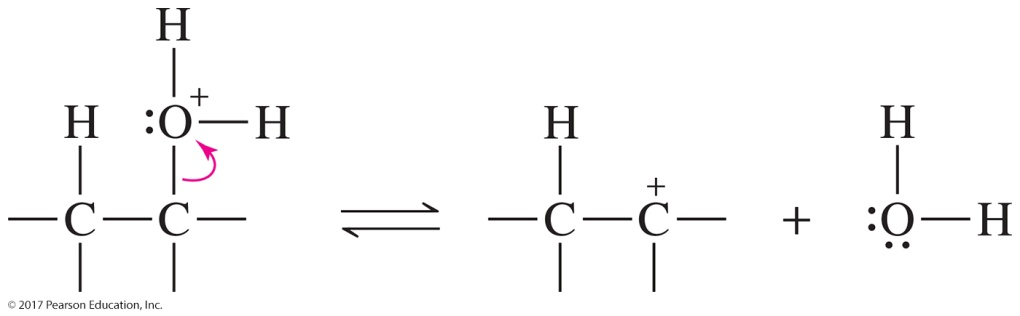 H
H :O+—H H H
—C—C— ⇌ —C—C+— + :O—H
© 2017 Pearson Education, Inc.